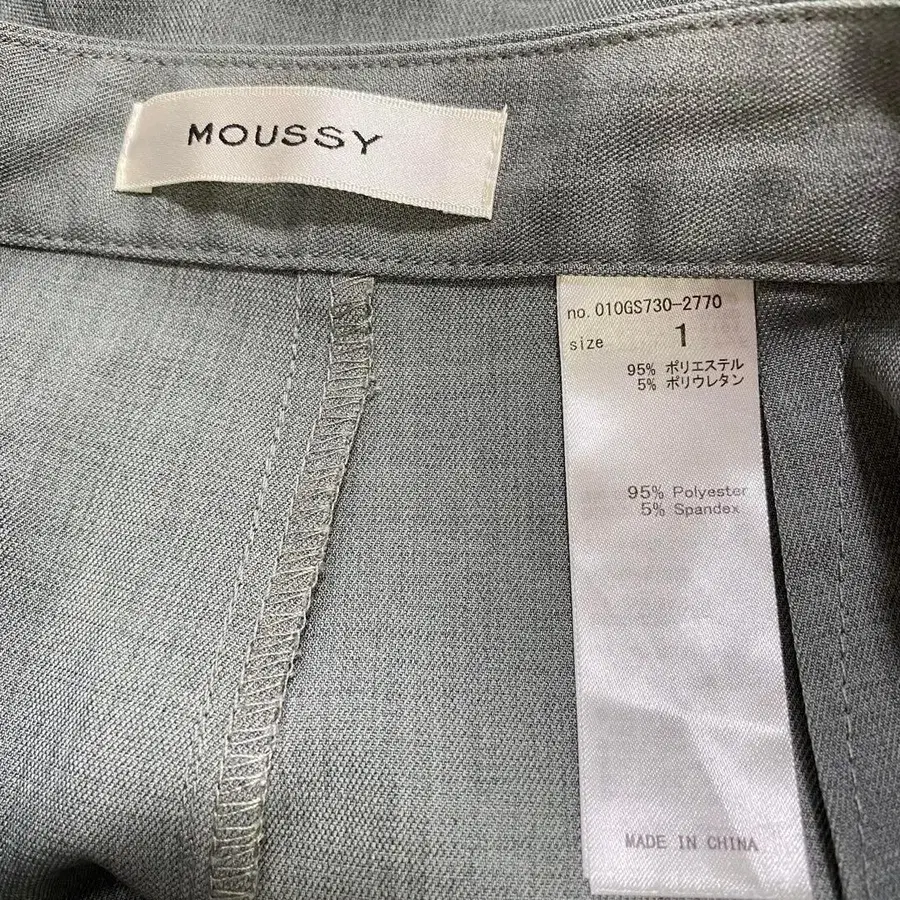 MOUSSY
no. 010GS730-2770
size 1
95% ポリエステル
5% ポリウレタン
95% Polyester
5% Spandex
MADE IN CHINA